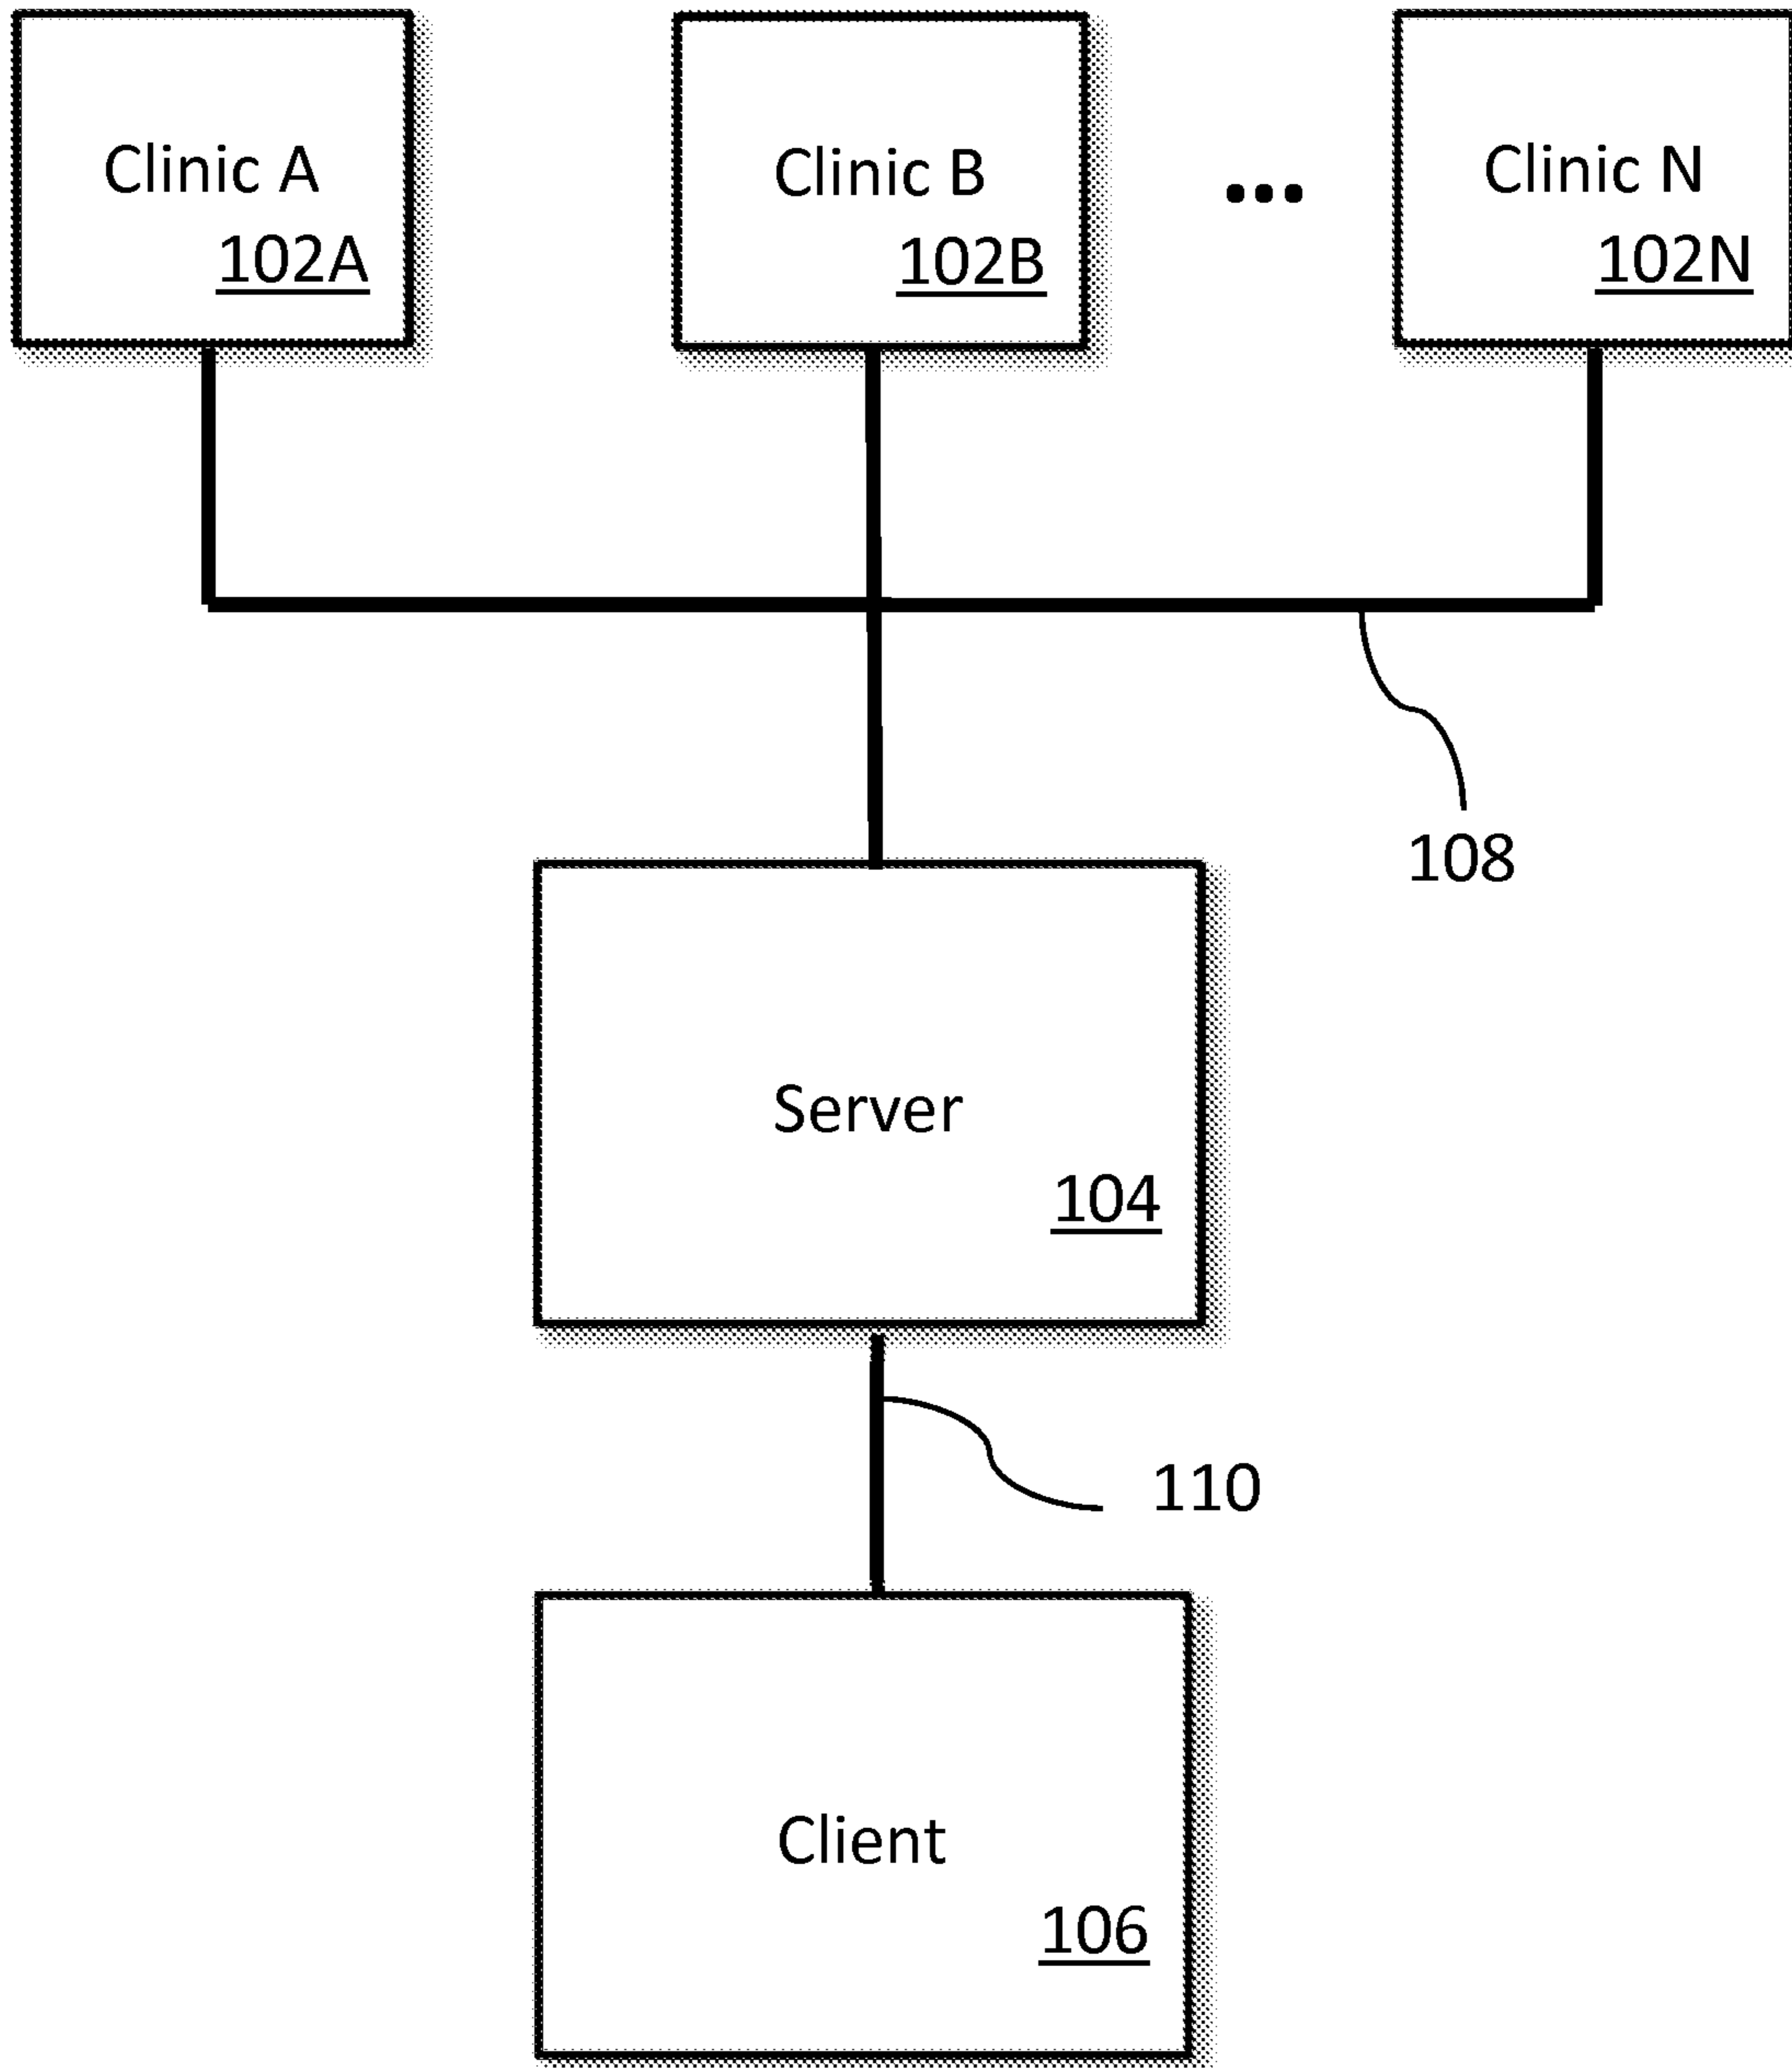 Clinic A
102A
Clinic B
102B
...
Clinic N
102N
108
Server
104
110
Client
106